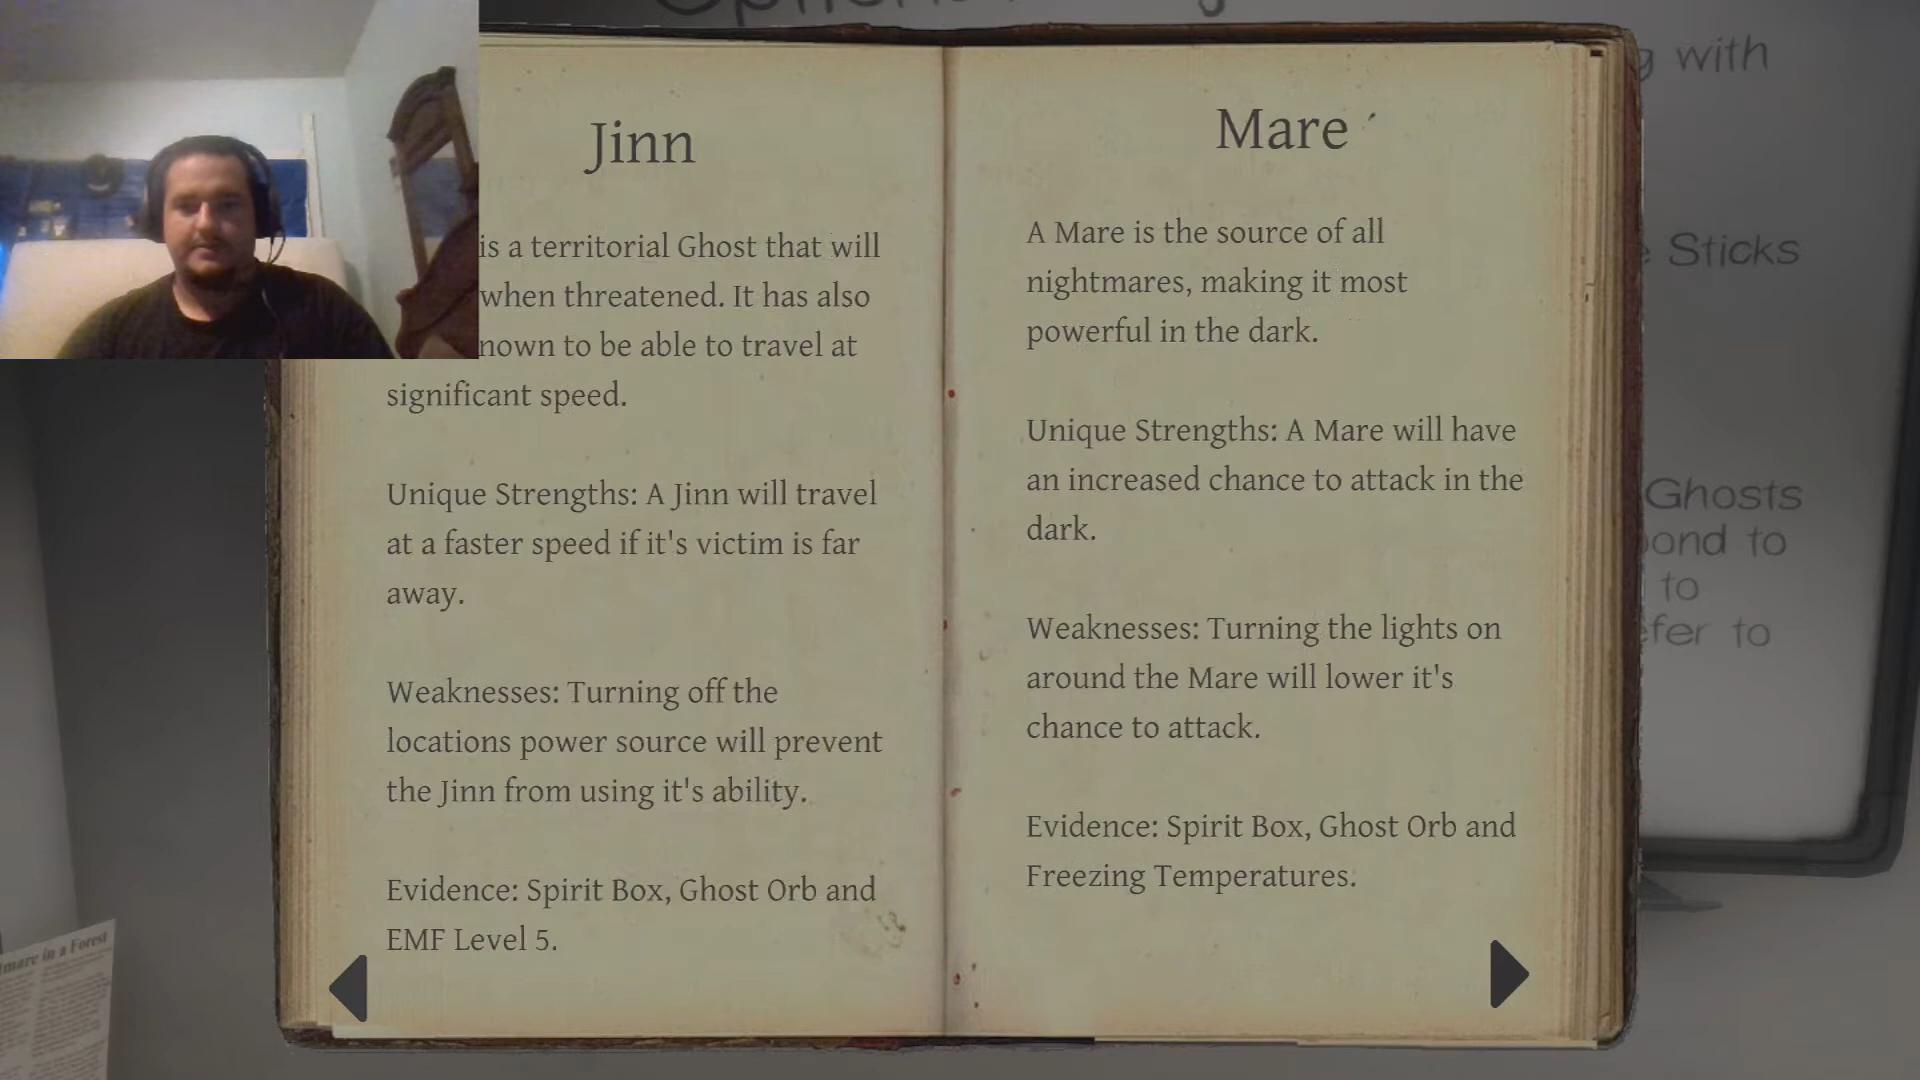 Jinn
is a territorial Ghost that will
when threatened. It has also
nown to be able to travel at
significant speed.
Unique Strengths: A Jinn will travel
at a faster speed if it's victim is far
away.
Weaknesses: Turning off the
locations power source will prevent
the Jinn from using it's ability.
Evidence: Spirit Box, Ghost Orb and
EMF Level 5.
Mare
A Mare is the source of all
nightmares, making it most
powerful in the dark.
Unique Strengths: A Mare will have
an increased chance to attack in the
dark.
Weaknesses: Turning the lights on
around the Mare will lower it's
chance to attack.
Evidence: Spirit Box, Ghost Orb and
Freezing Temperatures.
g with
Sticks
Ghosts
ond to
to
fer to
mare in a Forest